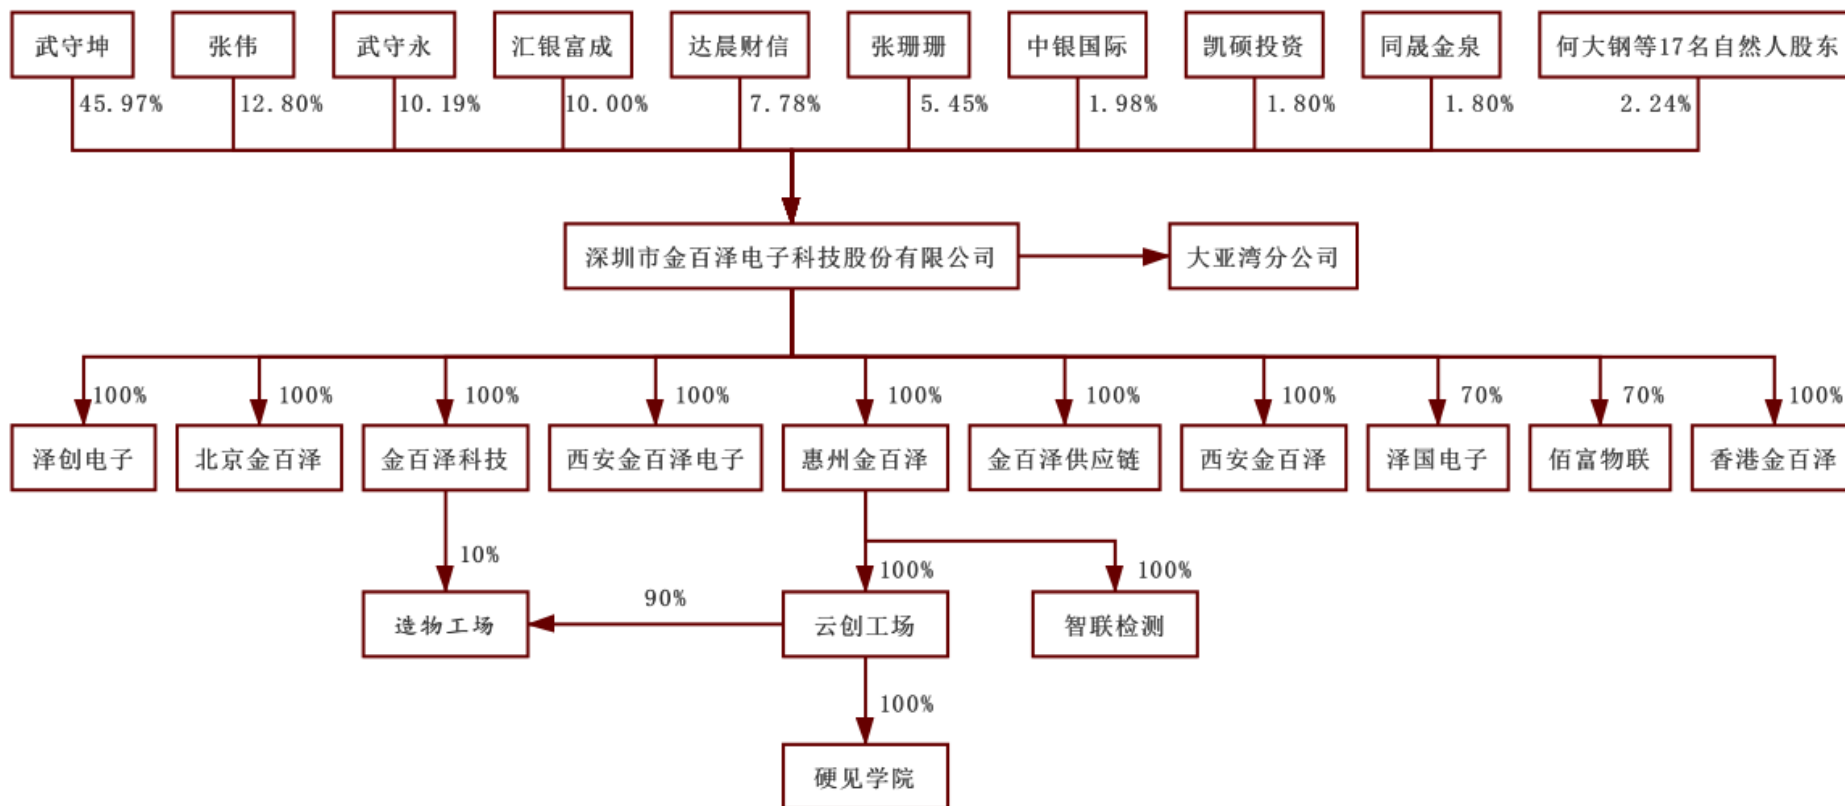 武守坤 张伟 武守永 汇银富成 达晨财信 张珊珊 中银国际 凯硕投资 同晟金泉 何大钢等17名自然人股东
45.97% 12.80% 10.19% 10.00% 7.78% 5.45% 1.98% 1.80% 1.80% 2.24%
深圳市金百泽电子科技股份有限公司 大亚湾分公司
100% 100% 100% 100% 100% 100% 100% 70% 70% 100%
泽创电子 北京金百泽 金百泽科技 西安金百泽电子 惠州金百泽 金百泽供应链 西安金百泽 泽国电子 佰富物联 香港金百泽
10% 100% 100%
90%
造物工场 云创工场 智联检测
100%
硬见学院